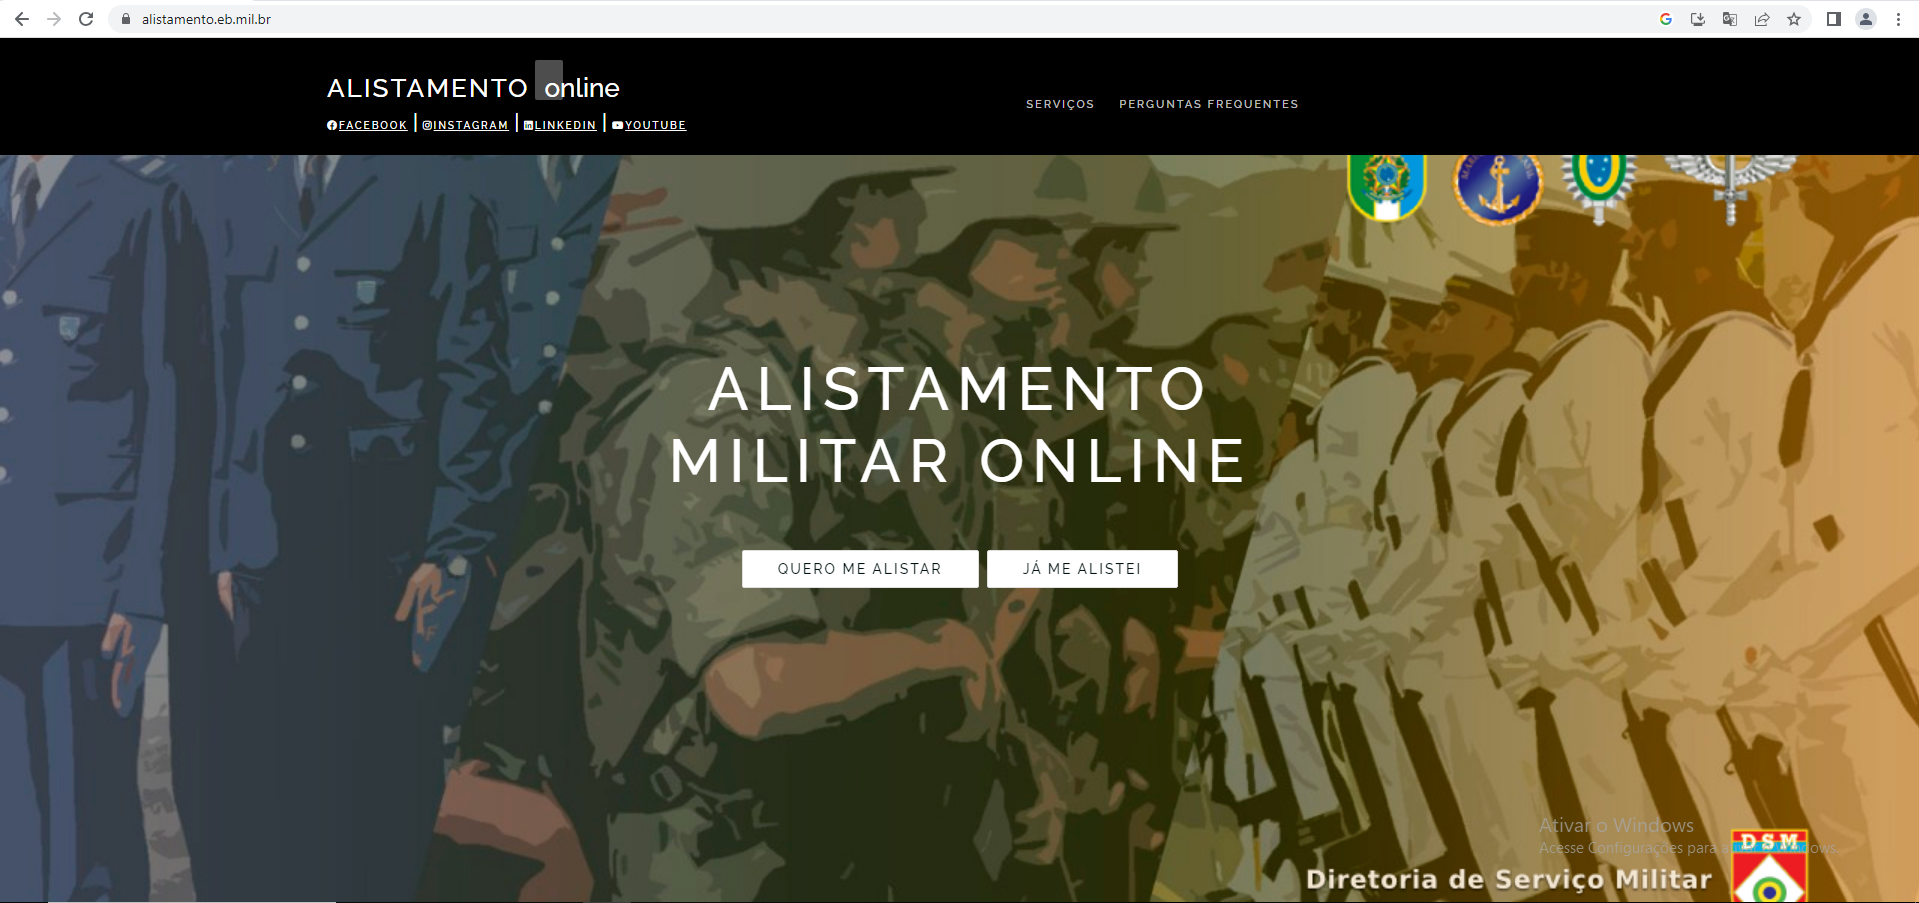 alistamento.eb.mil.br
ALISTAMENTO online
FACEBOOK | INSTAGRAM | LINKEDIN | YOUTUBE
SERVIÇOS PERGUNTAS FREQUENTES
ALISTAMENTO
MILITAR ONLINE
QUERO ME ALISTAR JÁ ME ALISTEI
Ativar o Windows
Acesse Configurações para
DSM
Diretoria de Serviço Militar